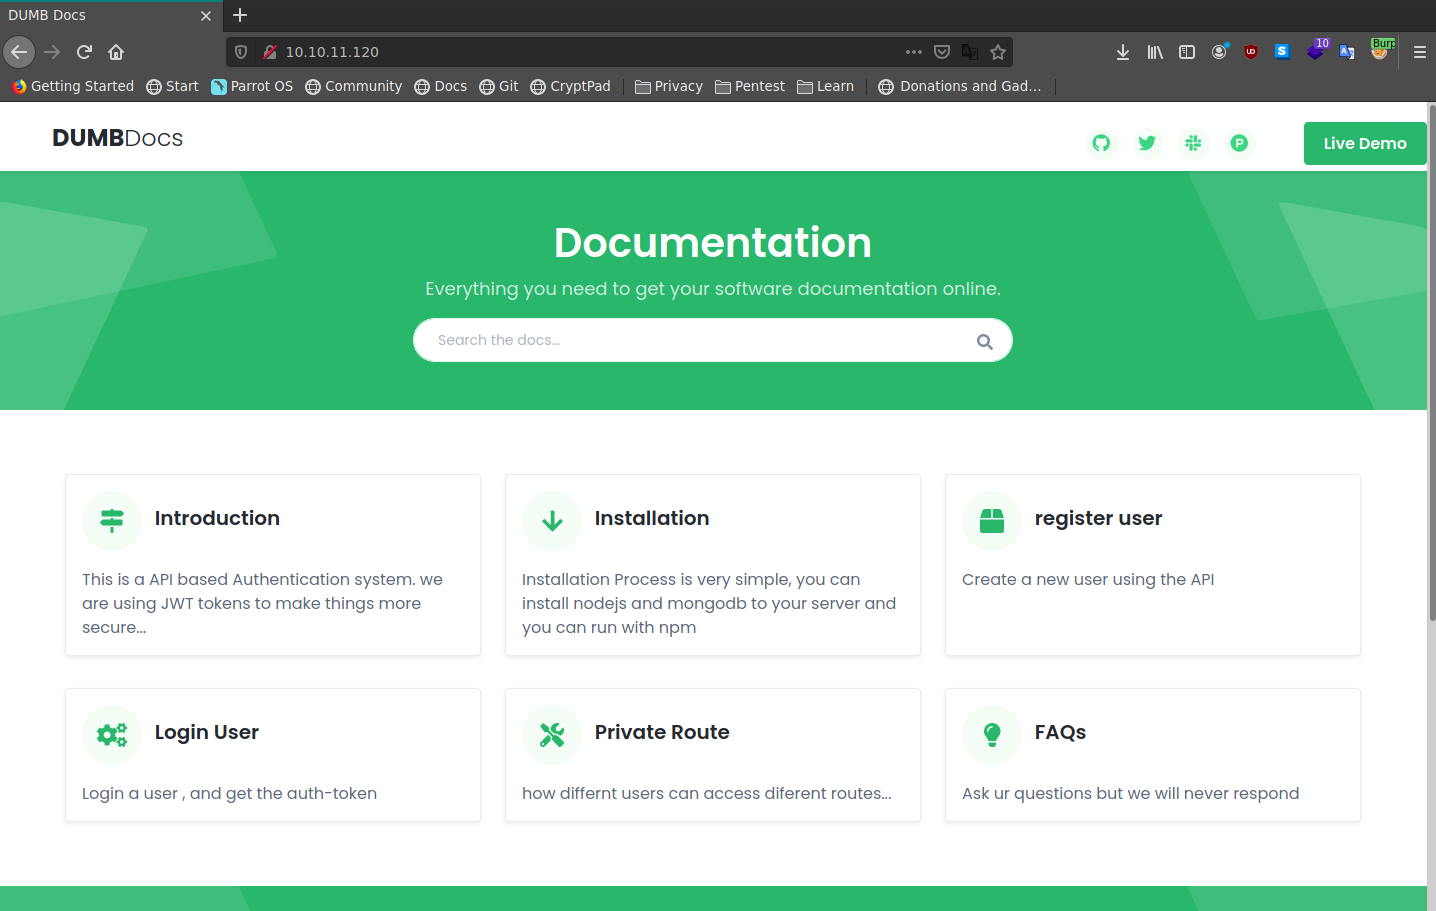 DUMB Docs
10.10.11.120
10
Burp
Getting Started Start Parrot OS Community Docs Git CryptPad Privacy Pentest Learn Donations and Gad...
DUMBDocs
Live Demo
Documentation
Everything you need to get your software documentation online.
Search the docs...
Introduction
This is a API based Authentication system. we
are using JWT tokens to make things more
secure...
Installation
Installation Process is very simple, you can
install nodejs and mongodb to your server and
you can run with npm
register user
Create a new user using the API
Login User
Login a user , and get the auth-token
Private Route
how differnt users can access diferent routes...
FAQs
Ask ur questions but we will never respond